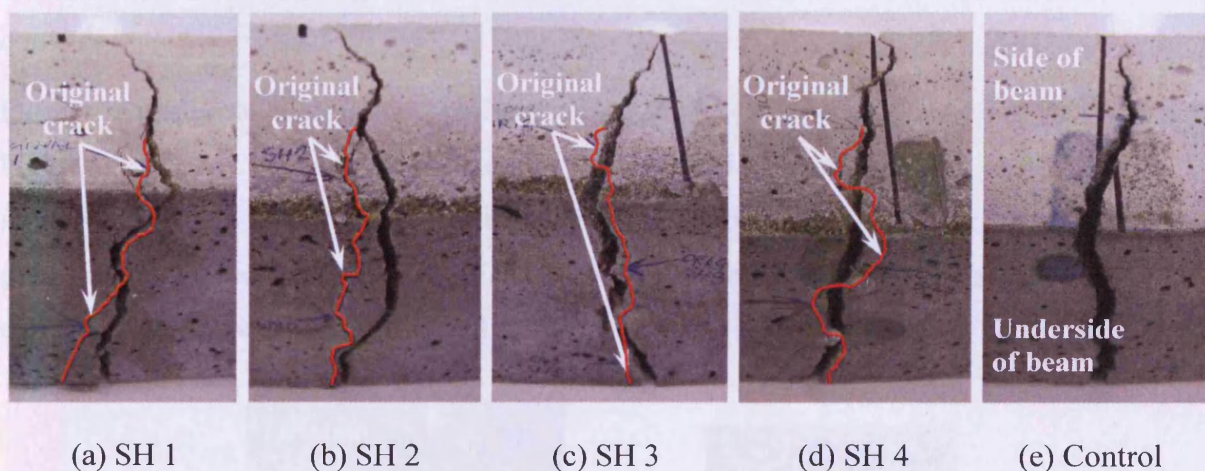 Original
crack
Original
crack
SH2
Original
crack
Original
crack
Side of
beam
Underside
of beam
(a) SH 1
(b) SH 2
(c) SH 3
(d) SH 4
(e) Control